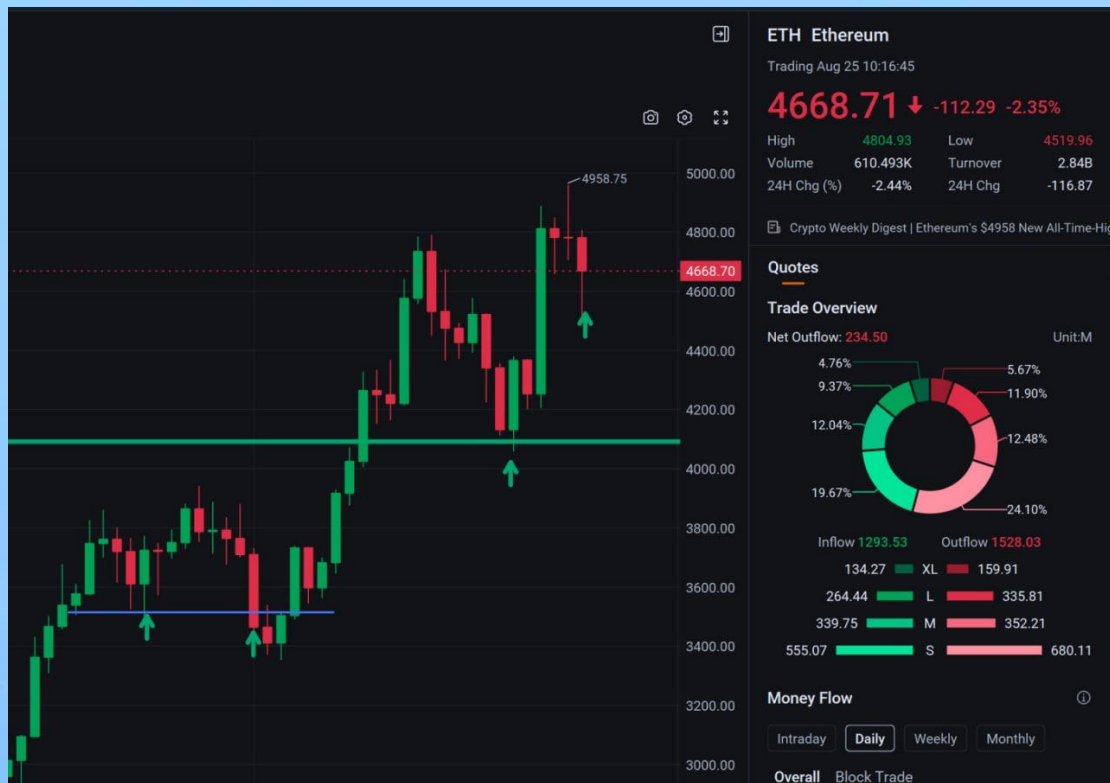 4958.75
5000.00
4800.00
4668.70
4600.00
4400.00
4200.00
4000.00
3800.00
3600.00
3400.00
3200.00
3000.00
ETH Ethereum
Trading Aug 25 10:16:45
4668.71 -112.29 -2.35%
High 4804.93 Low 4519.96
Volume 610.493K Turnover 2.84B
24H Chg (%) -2.44% 24H Chg -116.87
Crypto Weekly Digest | Ethereum's $4958 New All-Time-Hig
Quotes
Trade Overview
Net Outflow: 234.50 Unit:M
4.76% 5.67%
9.37% 11.90%
12.04% 12.48%
19.67% 24.10%
Inflow 1293.53 Outflow 1528.03
134.27 XL 159.91
264.44 L 335.81
339.75 M 352.21
555.07 S 680.11
Money Flow
Intraday Daily Weekly Monthly
Overall Block Trade